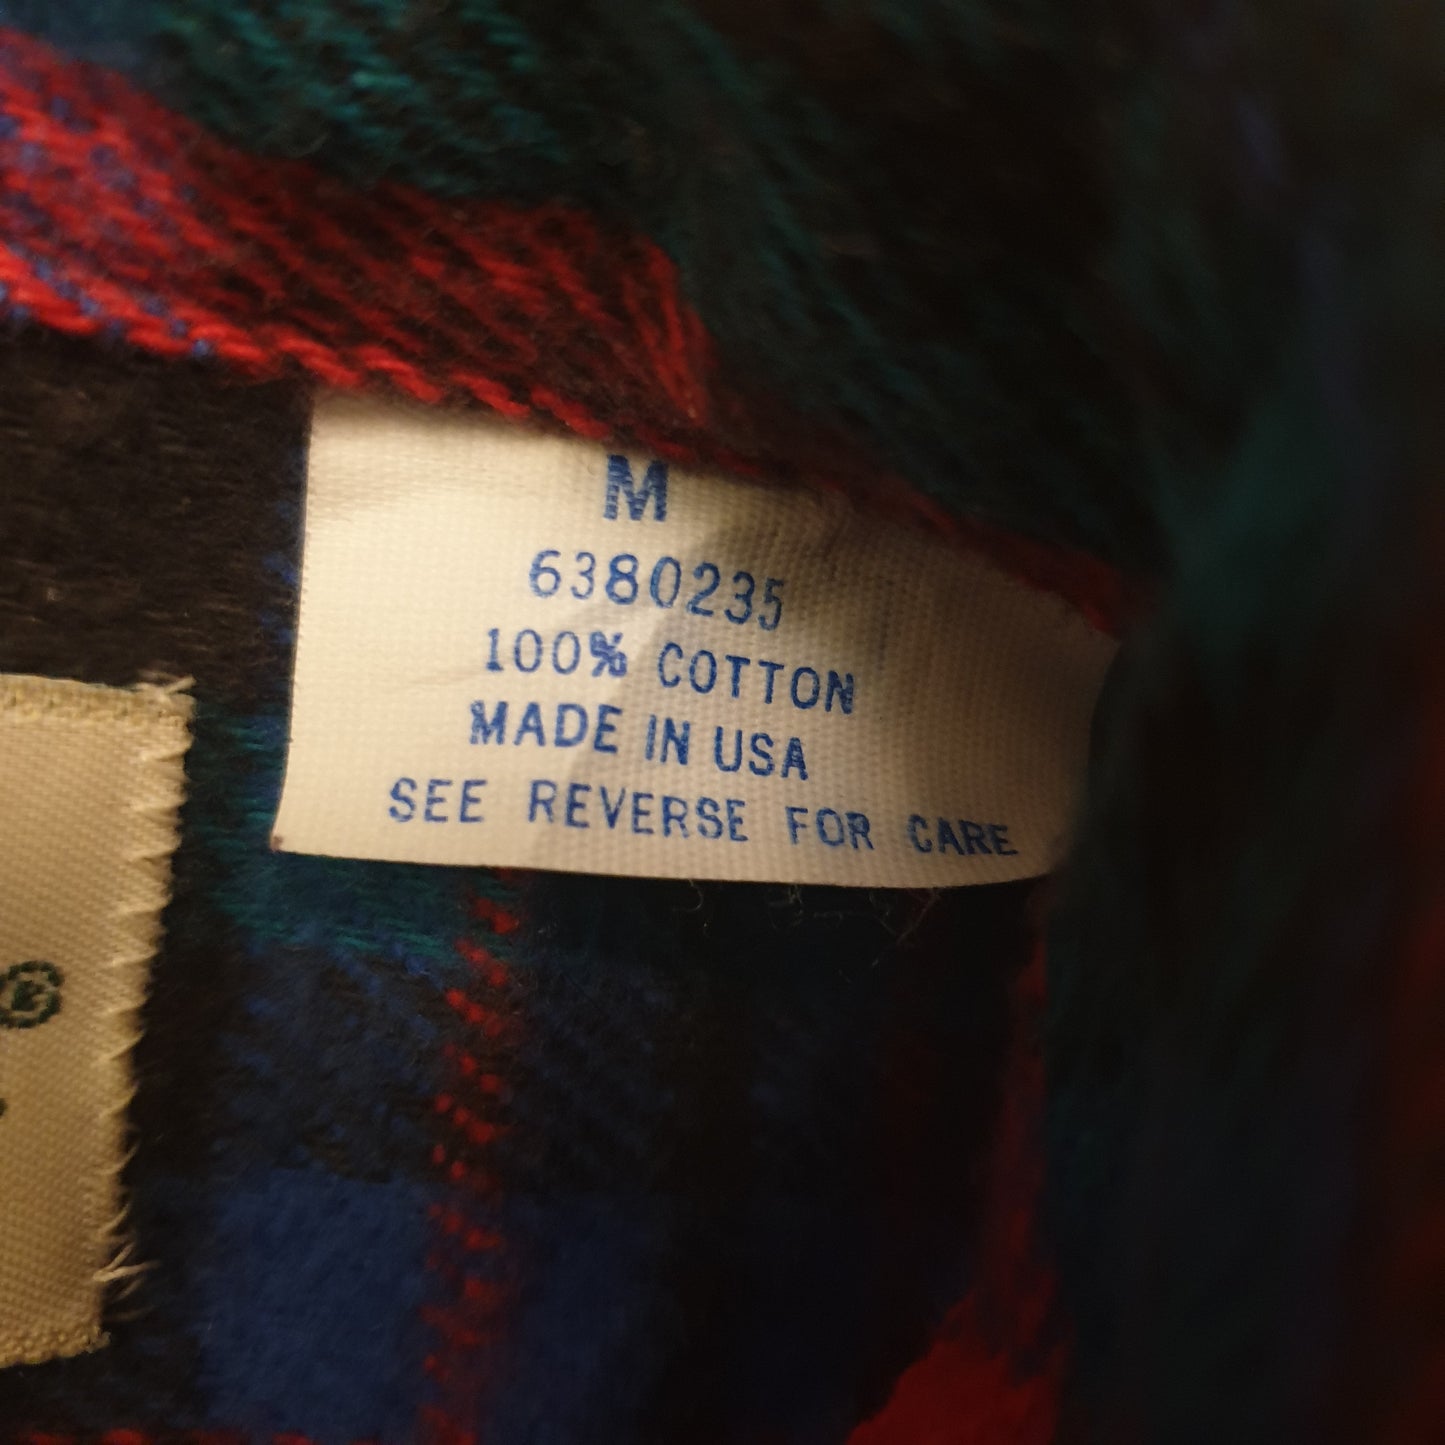 M
6380235
100% COTTON
MADE IN USA
SEE REVERSE FOR CARE
®